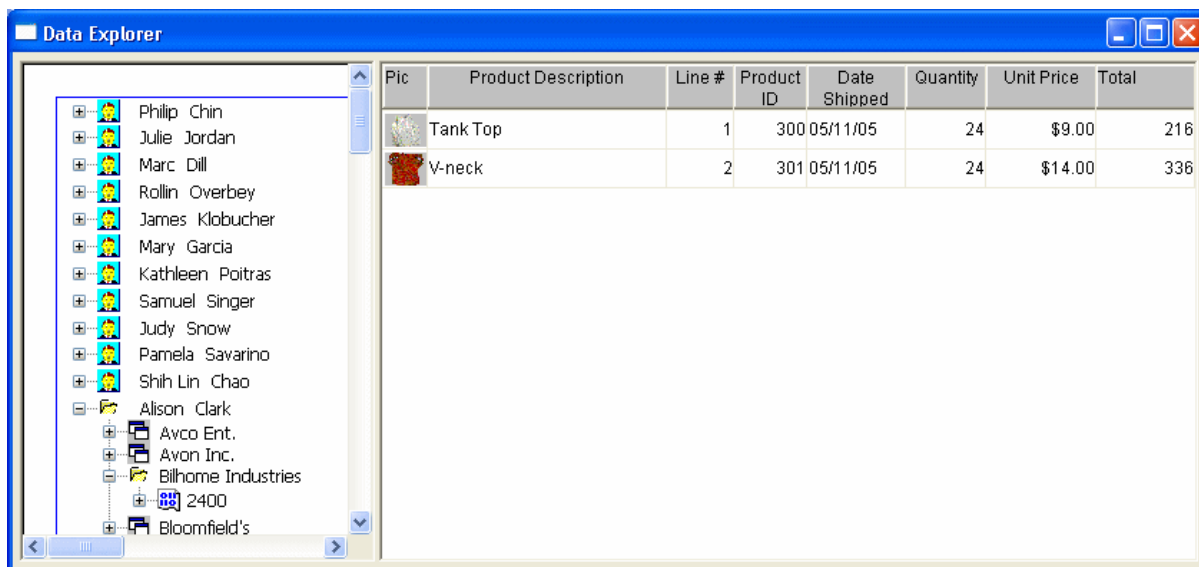 Data Explorer
Philip Chin
Julie Jordan
Marc Dill
Rollin Overbey
James Klobucher
Mary Garcia
Kathleen Poitras
Samuel Singer
Judy Snow
Pamela Savarino
Shih Lin Chao
Alison Clark
Avco Ent.
Avon Inc.
Bilhome Industries
2400
Bloomfield's
Pic Product Description Line # Product ID Date Shipped Quantity Unit Price Total
Tank Top 1 300 05/11/05 24 $9.00 216
V-neck 2 301 05/11/05 24 $14.00 336